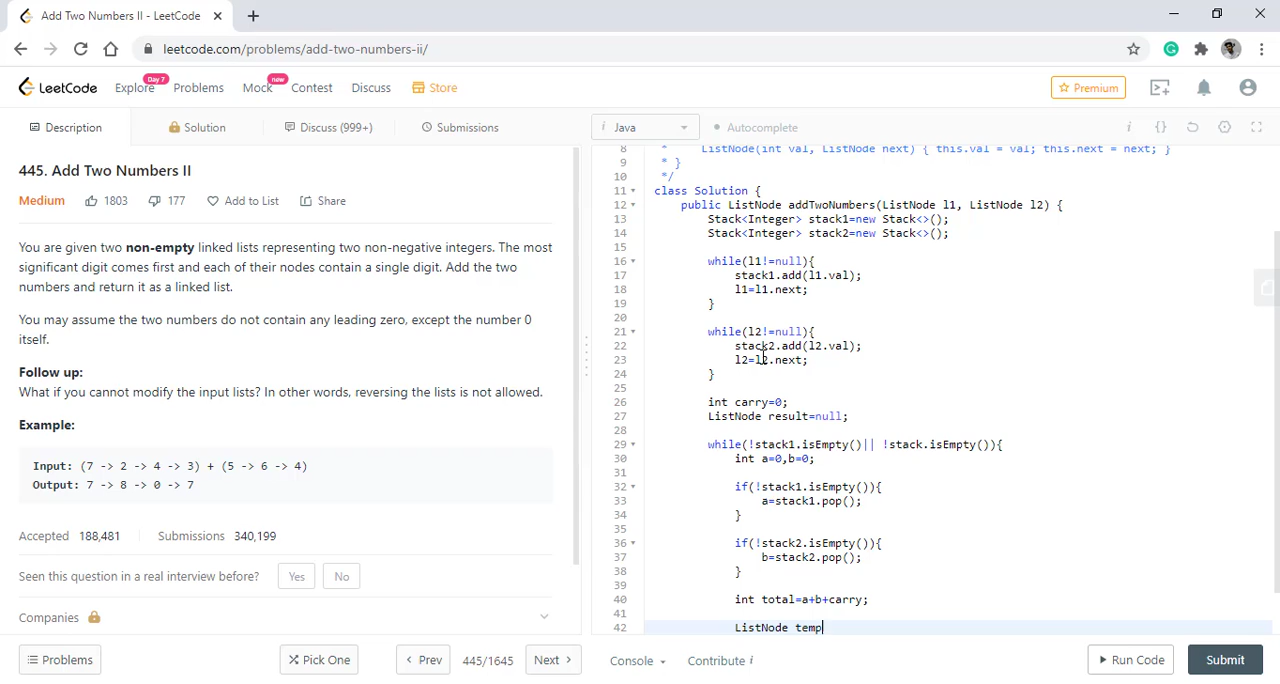 Add Two Numbers II - LeetCode
leetcode.com/problems/add-two-numbers-ii/
LeetCode Explore Day 7 Problems Mock new Contest Discuss Store Premium
Description Solution Discuss (999+) Submissions
445. Add Two Numbers II
Medium 1803 177 Add to List Share
You are given two non-empty linked lists representing two non-negative integers. The most
significant digit comes first and each of their nodes contain a single digit. Add the two
numbers and return it as a linked list.
You may assume the two numbers do not contain any leading zero, except the number 0
itself.
Follow up:
What if you cannot modify the input lists? In other words, reversing the lists is not allowed.
Example:
Input: (7 -> 2 -> 4 -> 3) + (5 -> 6 -> 4)
Output: 7 -> 8 -> 0 -> 7
Accepted 188,481 Submissions 340,199
Seen this question in a real interview before? Yes No
Companies
Problems Pick One Prev 445/1645 Next
i Java Autocomplete i {}
8 * ListNode(int val, ListNode next) { this.val = val; this.next = next; }
9 * }
10 */
11 class Solution {
12 public ListNode addTwoNumbers(ListNode l1, ListNode l2) {
13 Stack<Integer> stack1=new Stack<>();
14 Stack<Integer> stack2=new Stack<>();
15
16 while(l1!=null){
17 stack1.add(l1.val);
18 l1=l1.next;
19 }
20
21 while(l2!=null){
22 stack2.add(l2.val);
23 l2=l2.next;
24 }
25
26 int carry=0;
27 ListNode result=null;
28
29 while(!stack1.isEmpty()|| !stack.isEmpty()){
30 int a=0,b=0;
31
32 if(!stack1.isEmpty()){
33 a=stack1.pop();
34 }
35
36 if(!stack2.isEmpty()){
37 b=stack2.pop();
38 }
39
40 int total=a+b+carry;
41
42 ListNode temp
Console Contribute i Run Code Submit